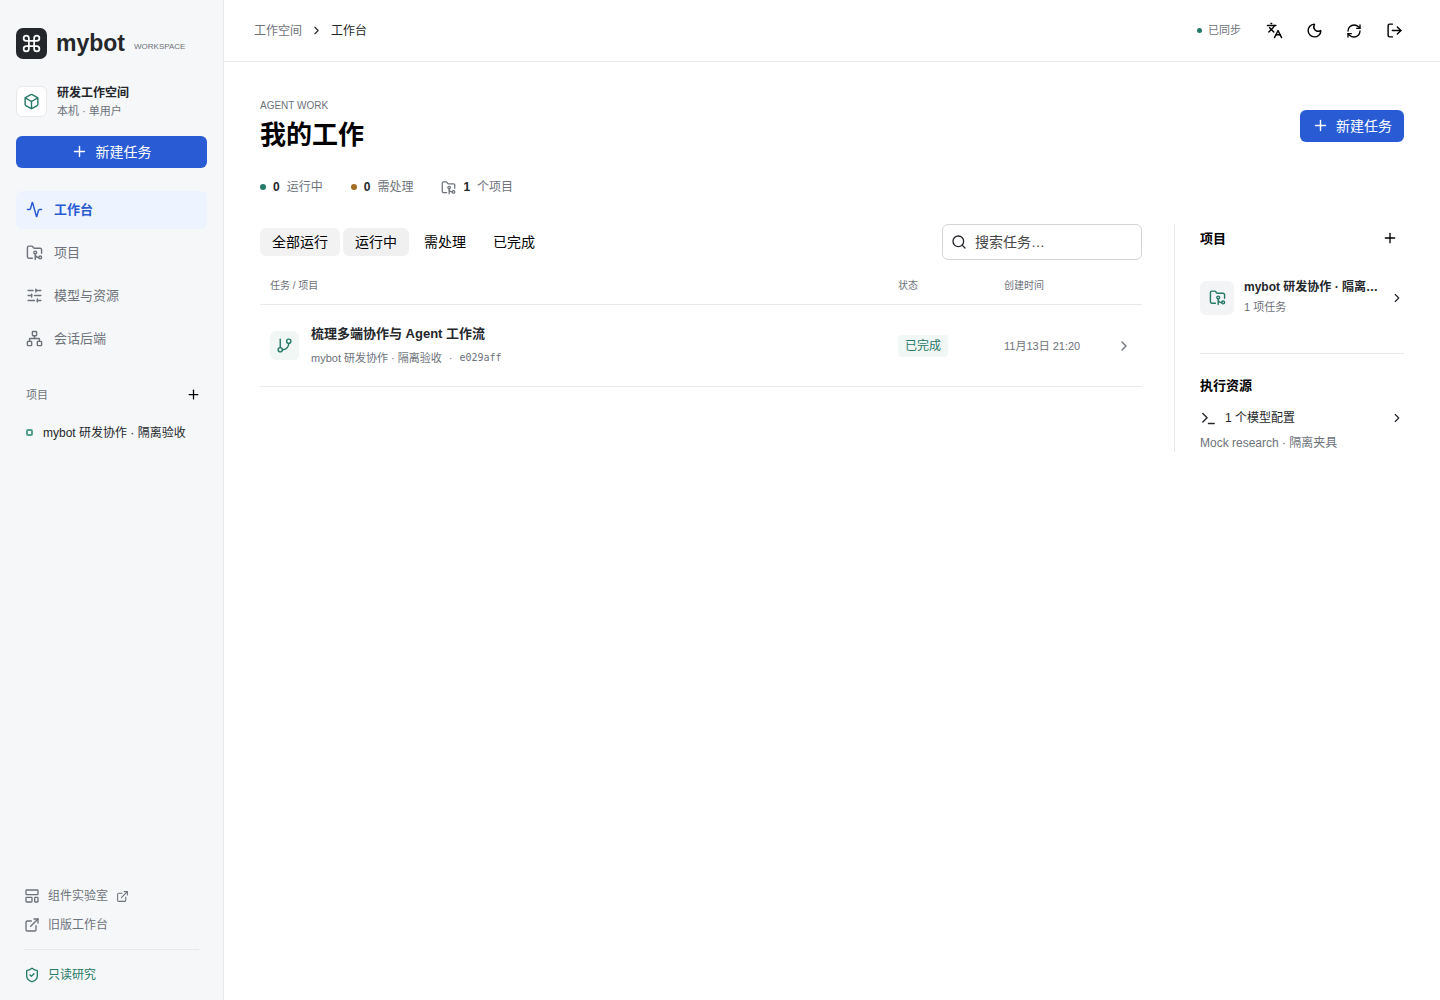 mybot WORKSPACE
研发工作空间
本机 · 单用户
新建任务
工作台
项目
模型与资源
会话后端
项目
mybot 研发协作 · 隔离验收
组件实验室
旧版工作台
只读研究
工作空间 工作台
已同步
AGENT WORK
我的工作
新建任务
0 运行中 0 需处理 1 个项目
全部运行 运行中 需处理 已完成
搜索任务…
任务 / 项目 状态 创建时间
梳理多端协作与 Agent 工作流
mybot 研发协作 · 隔离验收 · e029aff
已完成 11月13日 21:20
项目
mybot 研发协作 · 隔离…
1 项任务
执行资源
1 个模型配置
Mock research · 隔离夹具